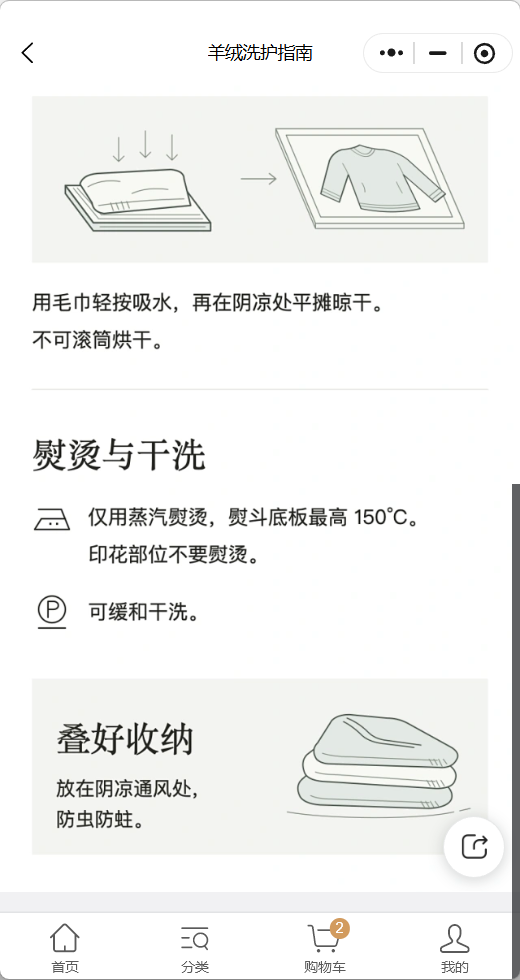 羊绒洗护指南
用毛巾轻按吸水，再在阴凉处平摊晾干。
不可滚筒烘干。
熨烫与干洗
仅用蒸汽熨烫，熨斗底板最高 150℃。
印花部位不要熨烫。
P
可缓和干洗。
叠好收纳
放在阴凉通风处，
防虫防蛀。
首页
分类
2
购物车
我的